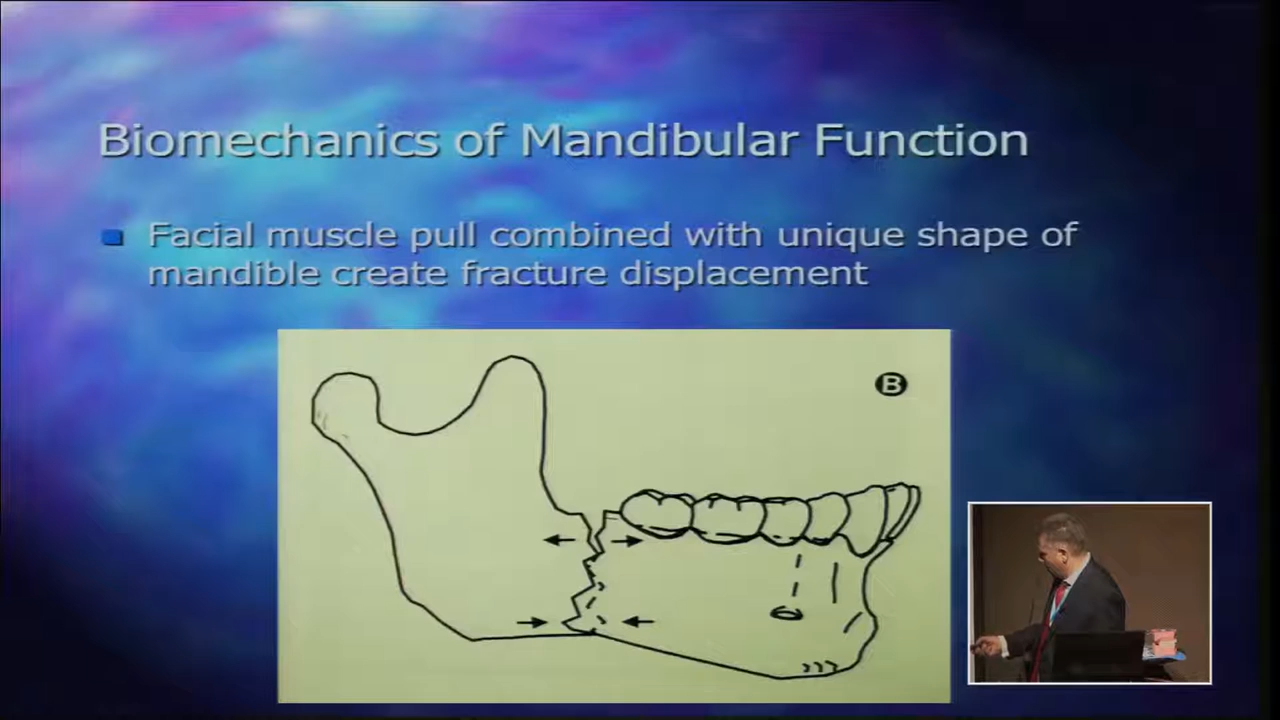 Biomechanics of Mandibular Function
Facial muscle pull combined with unique shape of
mandible create fracture displacement
B